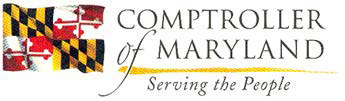 COMPTROLLER
of MARYLAND
Serving the People